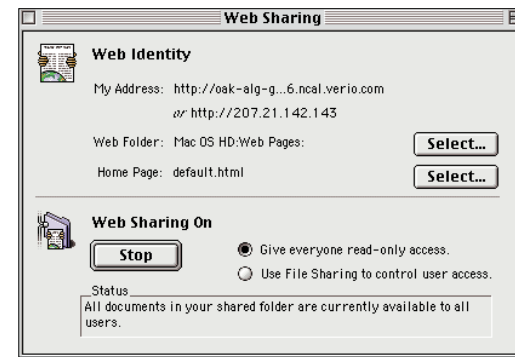 Web Sharing
Web Identity
My Address: http://oak-alg-g...6.ncal.verio.com
or http://207.21.142.143
Web Folder: Mac OS HD:Web Pages:
Select...
Home Page: default.html
Select...
Web Sharing On
Stop
Give everyone read-only access.
Use File Sharing to control user access.
Status
All documents in your shared folder are currently available to all
users.